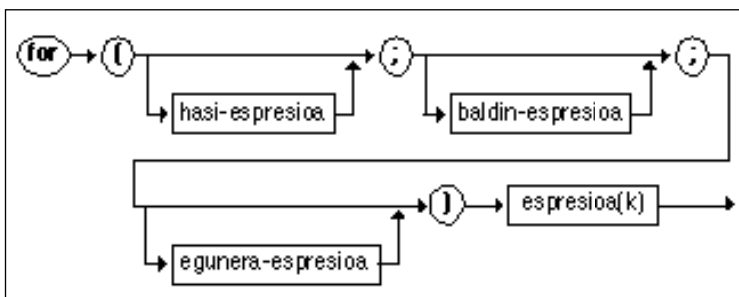 for ( ; ;
hasi-espresioa baldin-espresioa
) espresioa(k)
egunera-espresioa